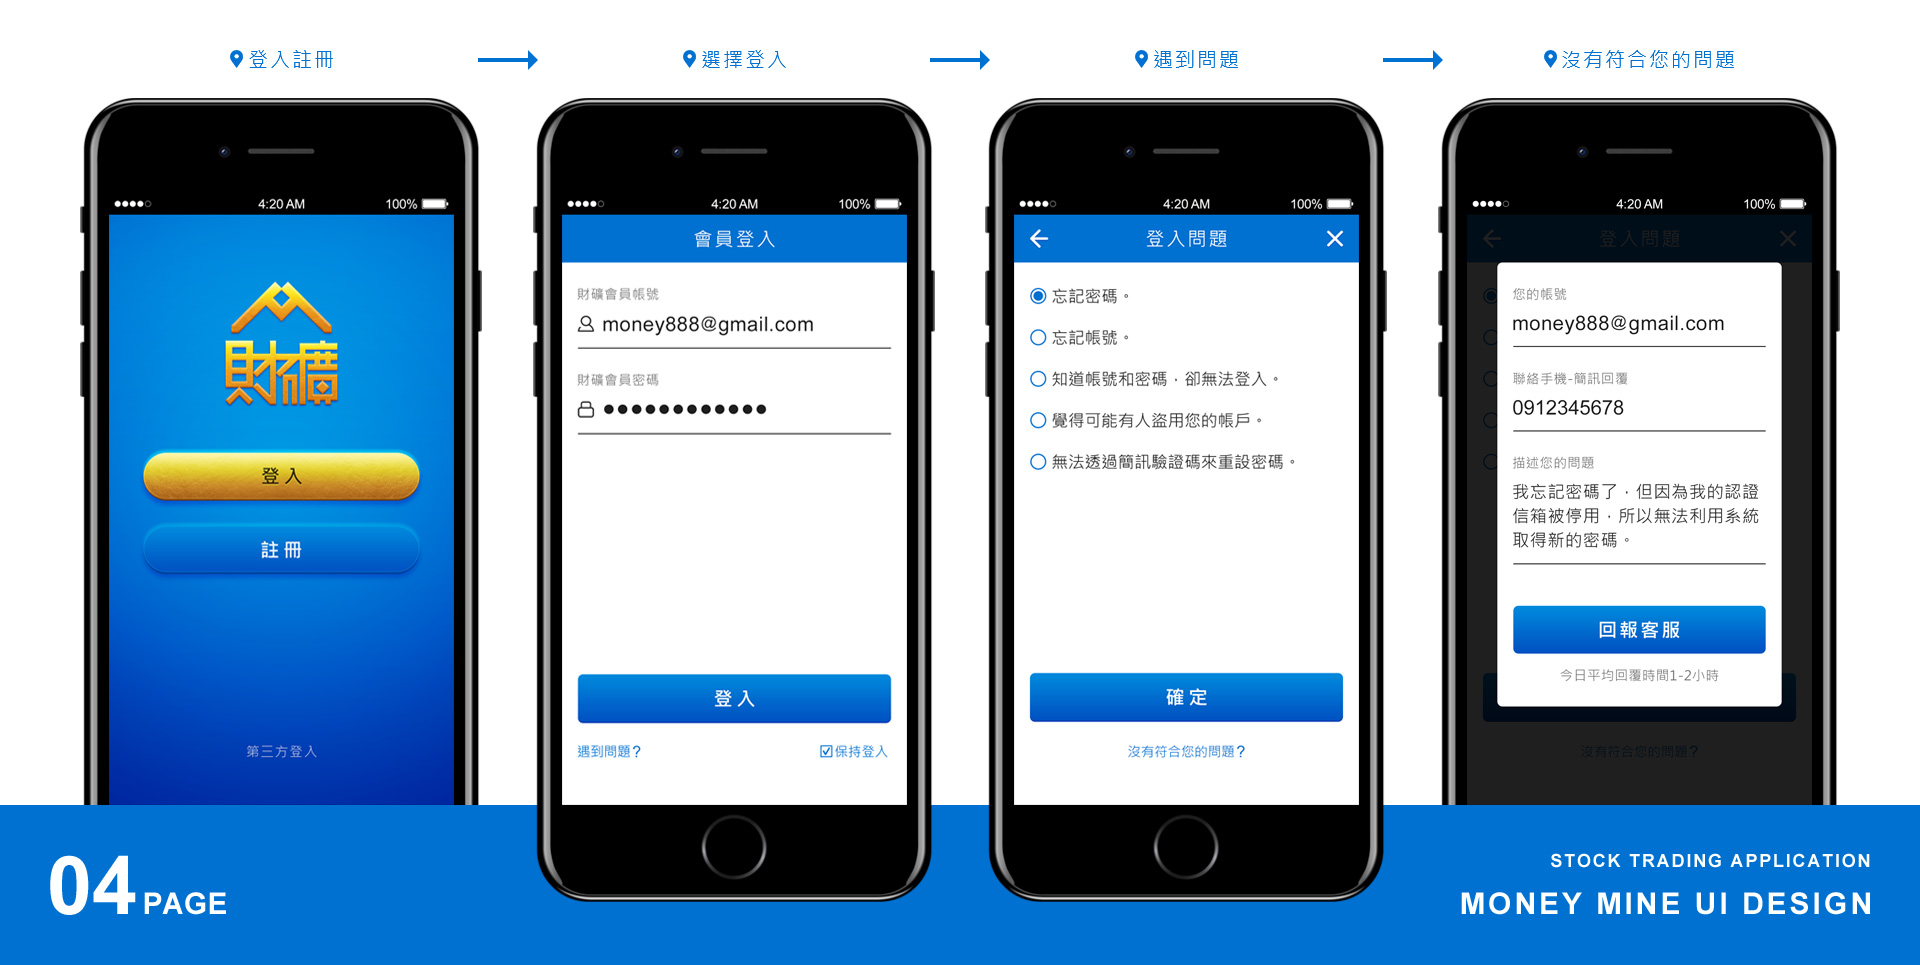 登入註冊
選擇登入
遇到問題
沒有符合您的問題
4:20 AM
100%
財礦
登入
註冊
第三方登入
4:20 AM
100%
會員登入
財礦會員帳號
money888@gmail.com
財礦會員密碼
登入
遇到問題?
保持登入
4:20 AM
100%
登入問題
忘記密碼。
忘記帳號。
知道帳號和密碼，卻無法登入。
覺得可能有人盜用您的帳戶。
無法透過簡訊驗證碼來重設密碼。
確定
沒有符合您的問題?
4:20 AM
100%
登入問題
您的帳號
money888@gmail.com
聯絡手機-簡訊回覆
0912345678
描述您的問題
我忘記密碼了，但因為我的認證
信箱被停用，所以無法利用系統
取得新的密碼。
回報客服
今日平均回覆時間1-2小時
沒有符合您的問題?
04 PAGE
STOCK TRADING APPLICATION
MONEY MINE UI DESIGN